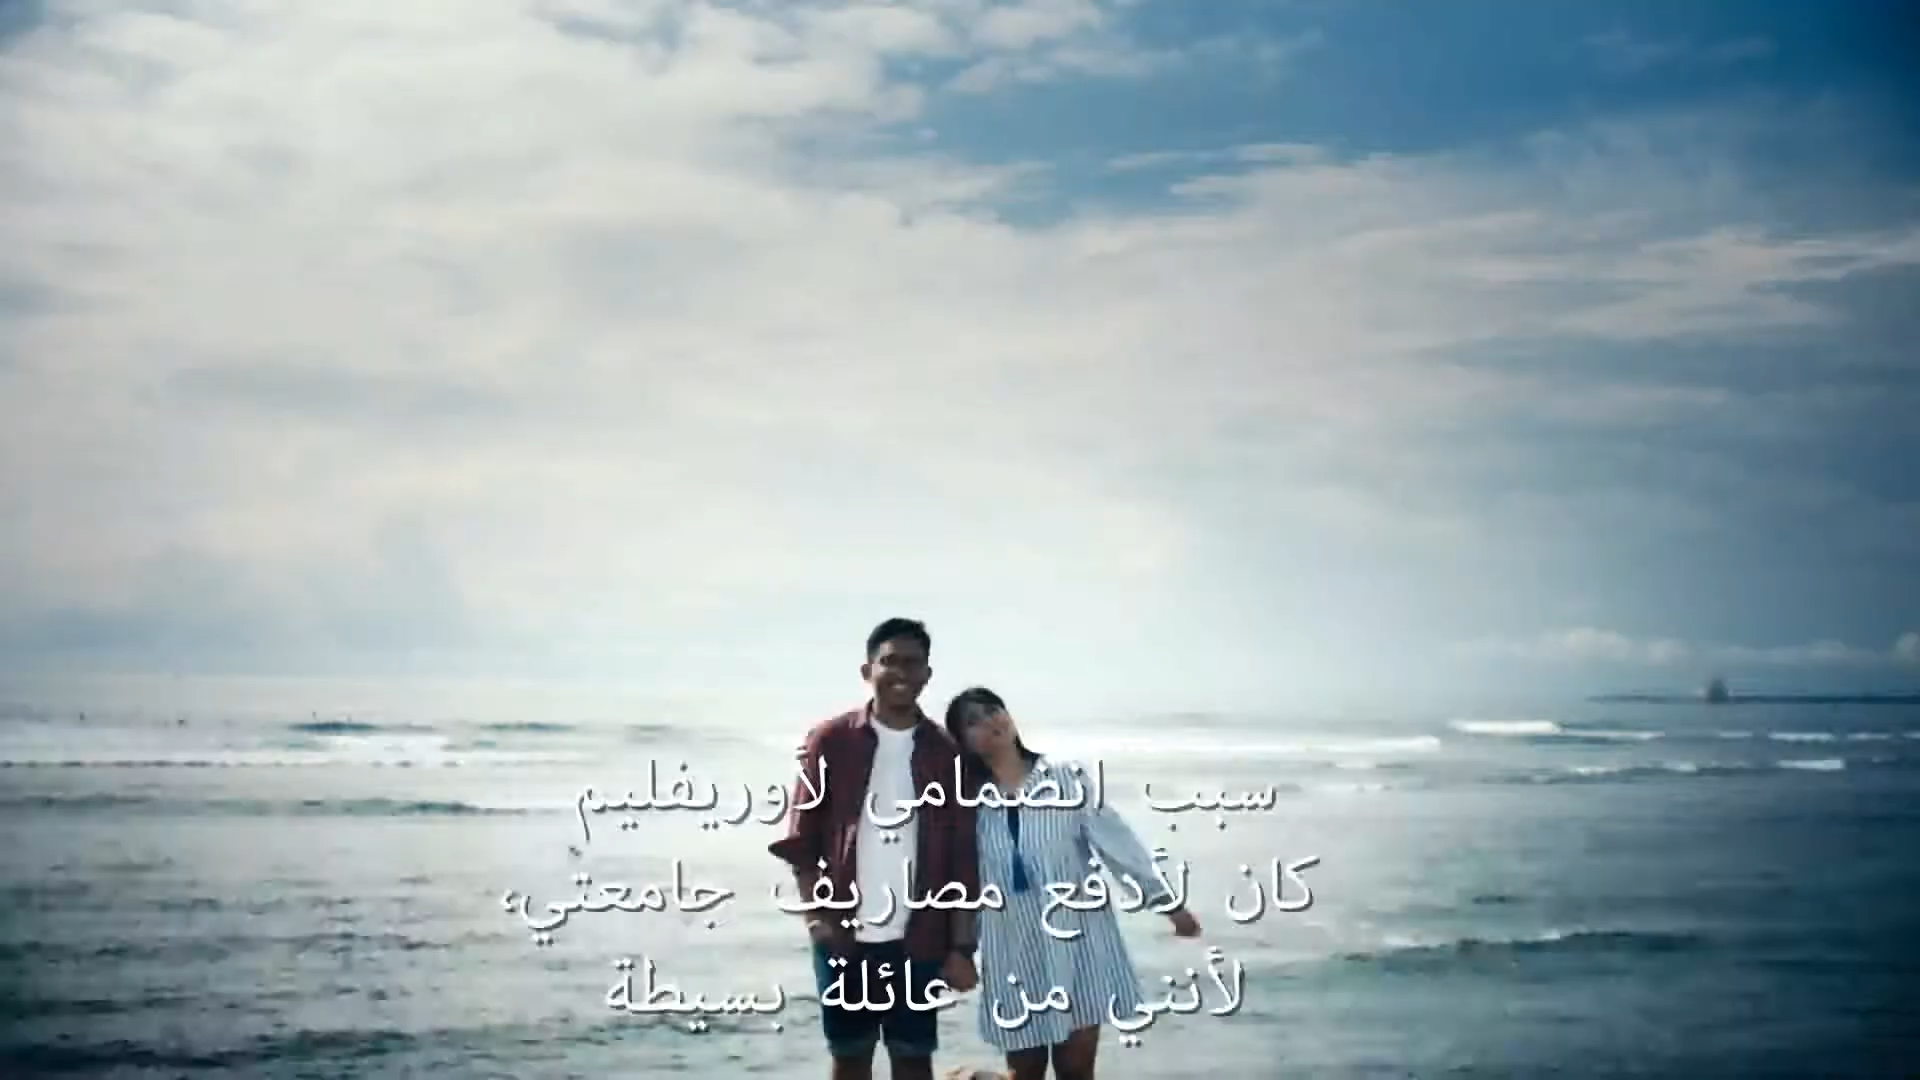 سبب انضمامي لأوريفليم
كان لأدفع مصاريف جامعتي،
لأنني من عائلة بسيطة